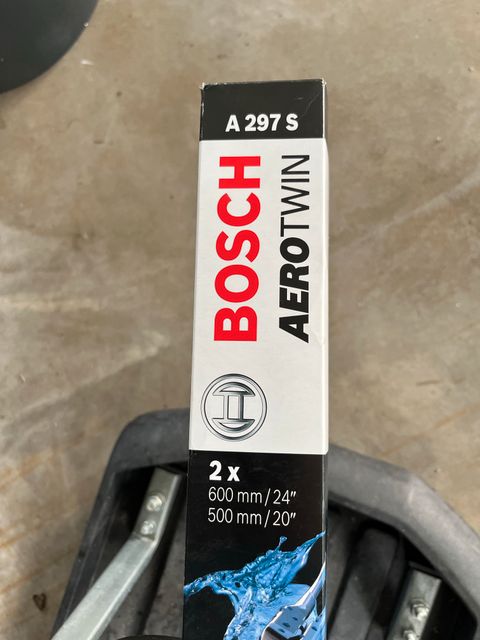 A 297 S
BOSCH
AEROTWIN
2 x
600 mm/24"
500 mm/20"